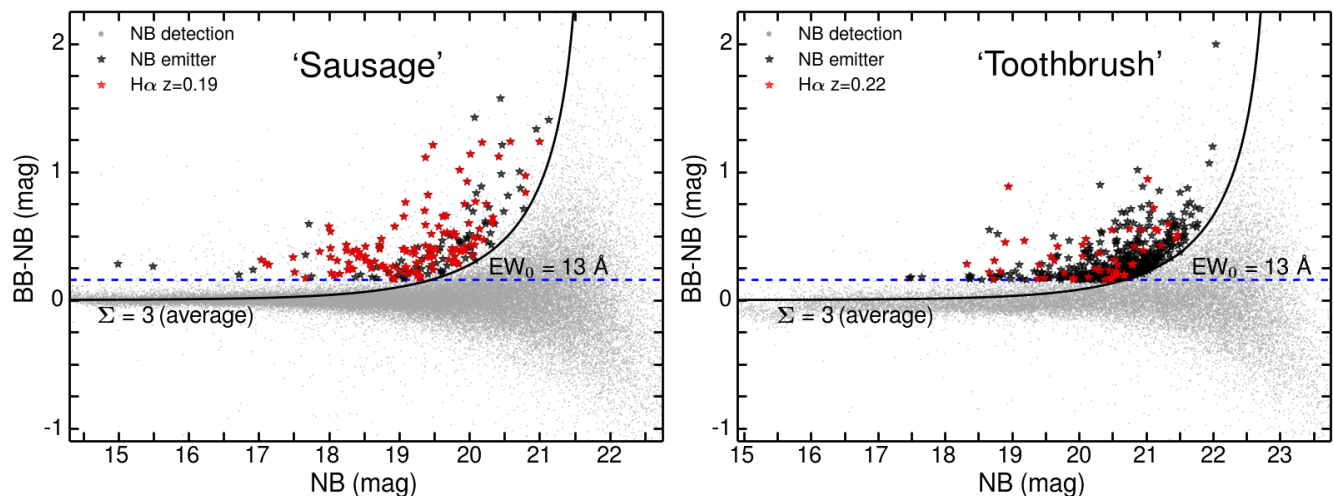 NB detection
NB emitter
Hα z=0.19
'Sausage'
EW₀ = 13 Å
Σ = 3 (average)
2
1
0
-1
BB-NB (mag)
15 16 17 18 19 20 21 22
NB (mag)
NB detection
NB emitter
Hα z=0.22
'Toothbrush'
EW₀ = 13 Å
Σ = 3 (average)
2
1
0
-1
BB-NB (mag)
15 16 17 18 19 20 21 22 23
NB (mag)